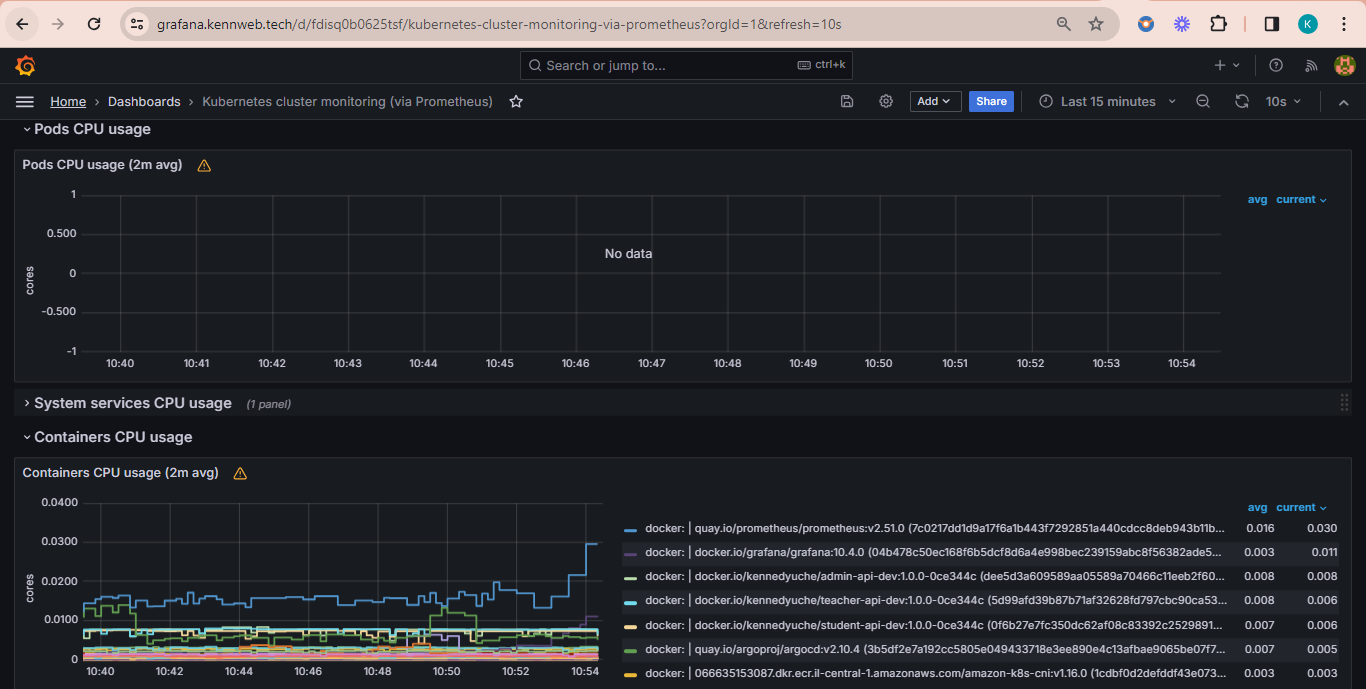 grafana.kennweb.tech/d/fdisq0b0625tsf/kubernetes-cluster-monitoring-via-prometheus?orgId=1&refresh=10s
K
Search or jump to...
ctrl+k
Home › Dashboards › Kubernetes cluster monitoring (via Prometheus)
Add
Share
Last 15 minutes
10s
Pods CPU usage
Pods CPU usage (2m avg)
avg current
1
0.500
0
-0.500
-1
cores
No data
10:40 10:41 10:42 10:43 10:44 10:45 10:46 10:47 10:48 10:49 10:50 10:51 10:52 10:53 10:54
System services CPU usage (1 panel)
Containers CPU usage
Containers CPU usage (2m avg)
0.0400
0.0300
0.0200
0.0100
0
cores
10:40 10:42 10:44 10:46 10:48 10:50 10:52 10:54
avg current
docker: | quay.io/prometheus/prometheus:v2.51.0 (7c0217dd1d9a17f6a1b443f7292851a440cdcc8deb943b11b... 0.016 0.030
docker: | docker.io/grafana/grafana:10.4.0 (04b478c50ec168f6b5dcf8d6a4e998bec239159abc8f56382ade5... 0.003 0.011
docker: | docker.io/kennedyuche/admin-api-dev:1.0.0-0ce344c (dee5d3a609589aa05589a70466c11eeb2f60... 0.008 0.008
docker: | docker.io/kennedyuche/teacher-api-dev:1.0.0-0ce344c (5d99afd39b87b71af32628fd797cbc90ca53... 0.008 0.006
docker: | docker.io/kennedyuche/student-api-dev:1.0.0-0ce344c (0f6b27e7fc350dc62af08c83392c2529891... 0.007 0.006
docker: | quay.io/argoproj/argocd:v2.10.4 (3b5df2e7a192cc5805e049433718e3ee890e4c13afbae9065be07f7... 0.007 0.005
docker: | 066635153087.dkr.ecr.il-central-1.amazonaws.com/amazon-k8s-cni:v1.16.0 (1cdbf0d2defddf43e073... 0.003 0.003